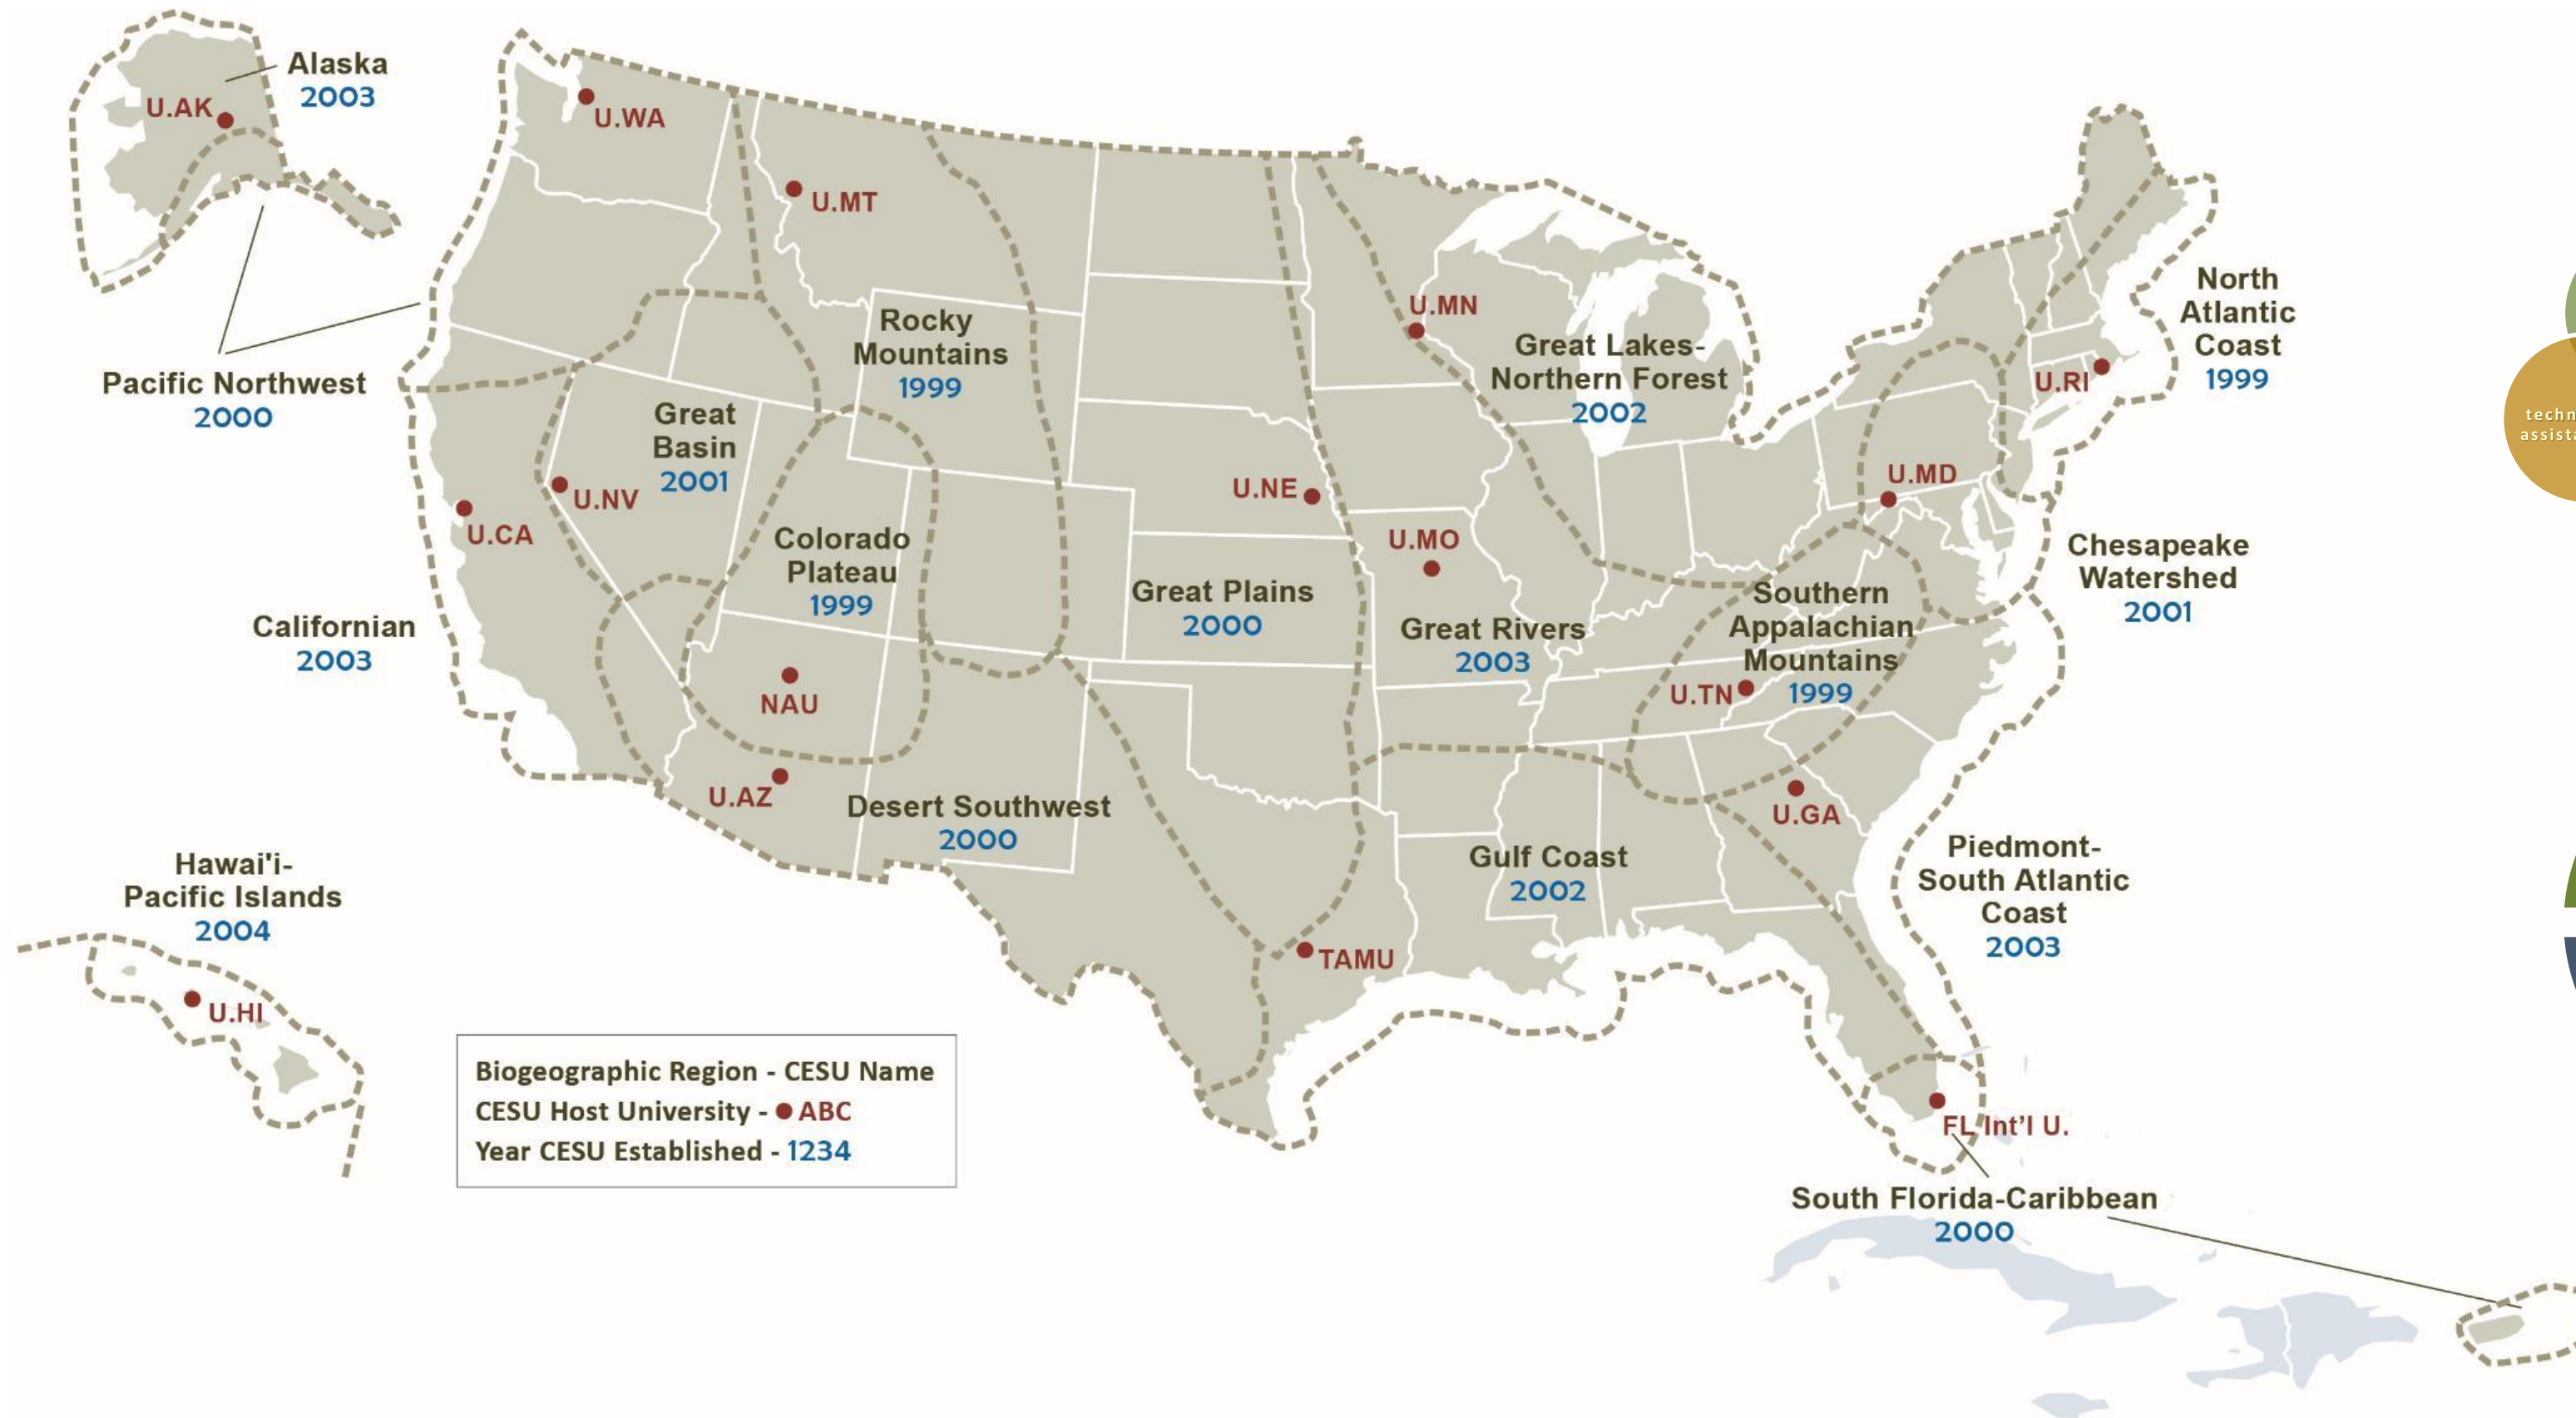 Alaska
2003
U.AK
U.WA
U.MT
Pacific Northwest
2000
Rocky
Mountains
1999
Great
Basin
2001
U.NV
U.CA
Californian
2003
Colorado
Plateau
1999
NAU
U.AZ
Desert Southwest
2000
Great Plains
2000
U.NE
U.MN
Great Lakes-
Northern Forest
2002
U.MO
Great Rivers
2003
North
Atlantic
Coast
1999
U.RI
U.MD
Chesapeake
Watershed
2001
Southern
Appalachian
Mountains
1999
U.TN
U.GA
Gulf Coast
2002
TAMU
Piedmont-
South Atlantic
Coast
2003
FL Int'l U.
South Florida-Caribbean
2000
Hawai'i-
Pacific Islands
2004
U.HI
Biogeographic Region - CESU Name
CESU Host University - ABC
Year CESU Established - 1234